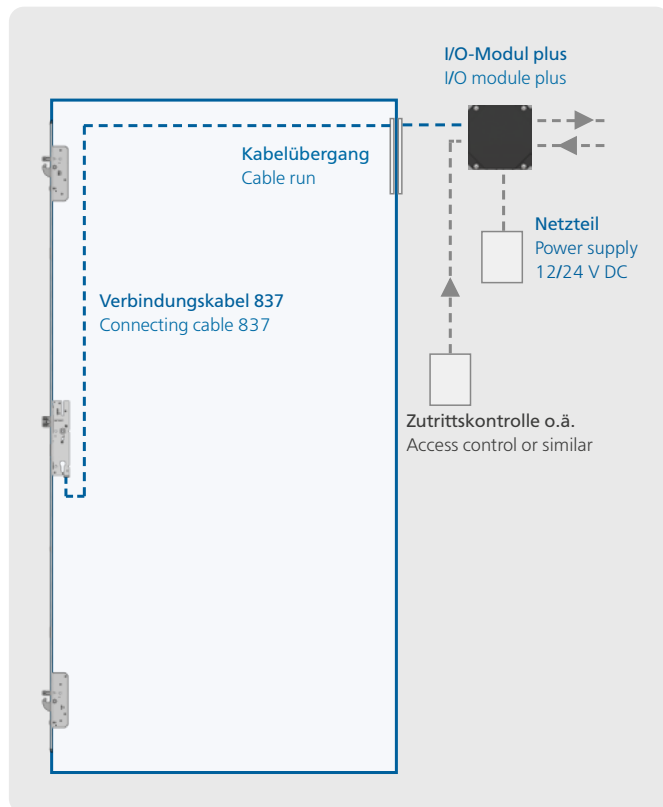 I/O-Modul plus
I/O module plus
Kabelübergang
Cable run
Netzteil
Power supply
12/24 V DC
Verbindungskabel 837
Connecting cable 837
Zutrittskontrolle o.ä.
Access control or similar